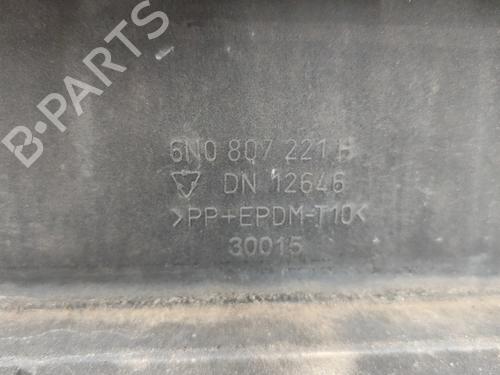 B-PARTS
6N0 807 221 H
DN 12646
>PP+EPDM-T10<
30015